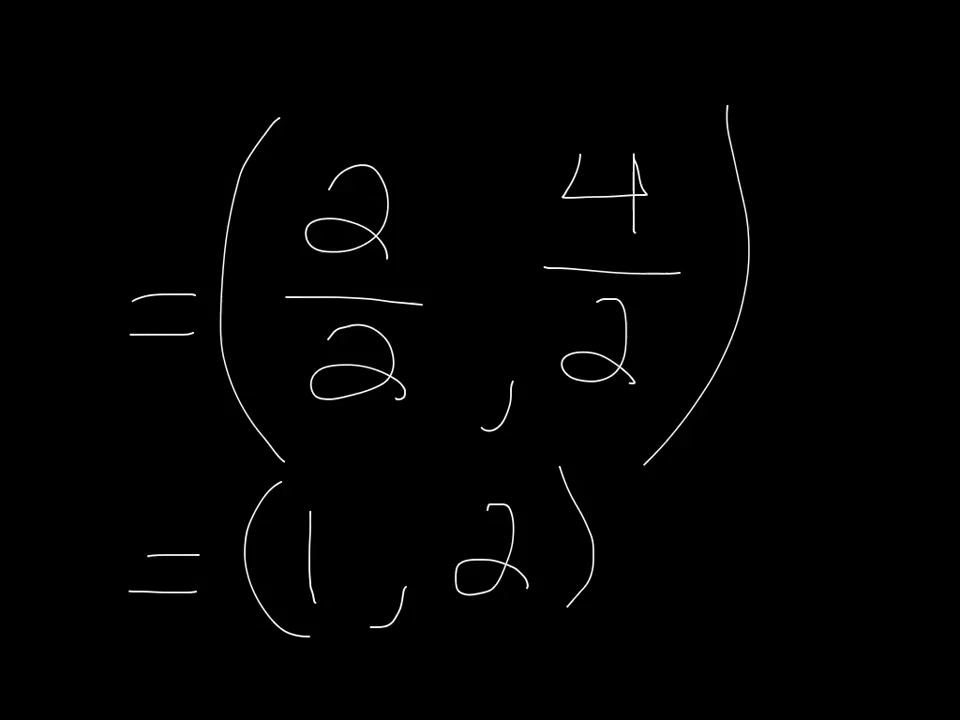 = (2/2, 4/2)
= (1, 2)